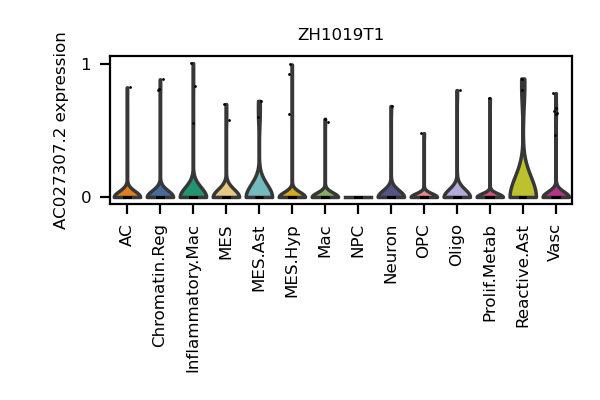 ZH1019T1
AC027307.2 expression
1
0
AC
Chromatin.Reg
Inflammatory.Mac
MES
MES.Ast
MES.Hyp
Mac
NPC
Neuron
OPC
Oligo
Prolif.Metab
Reactive.Ast
Vasc